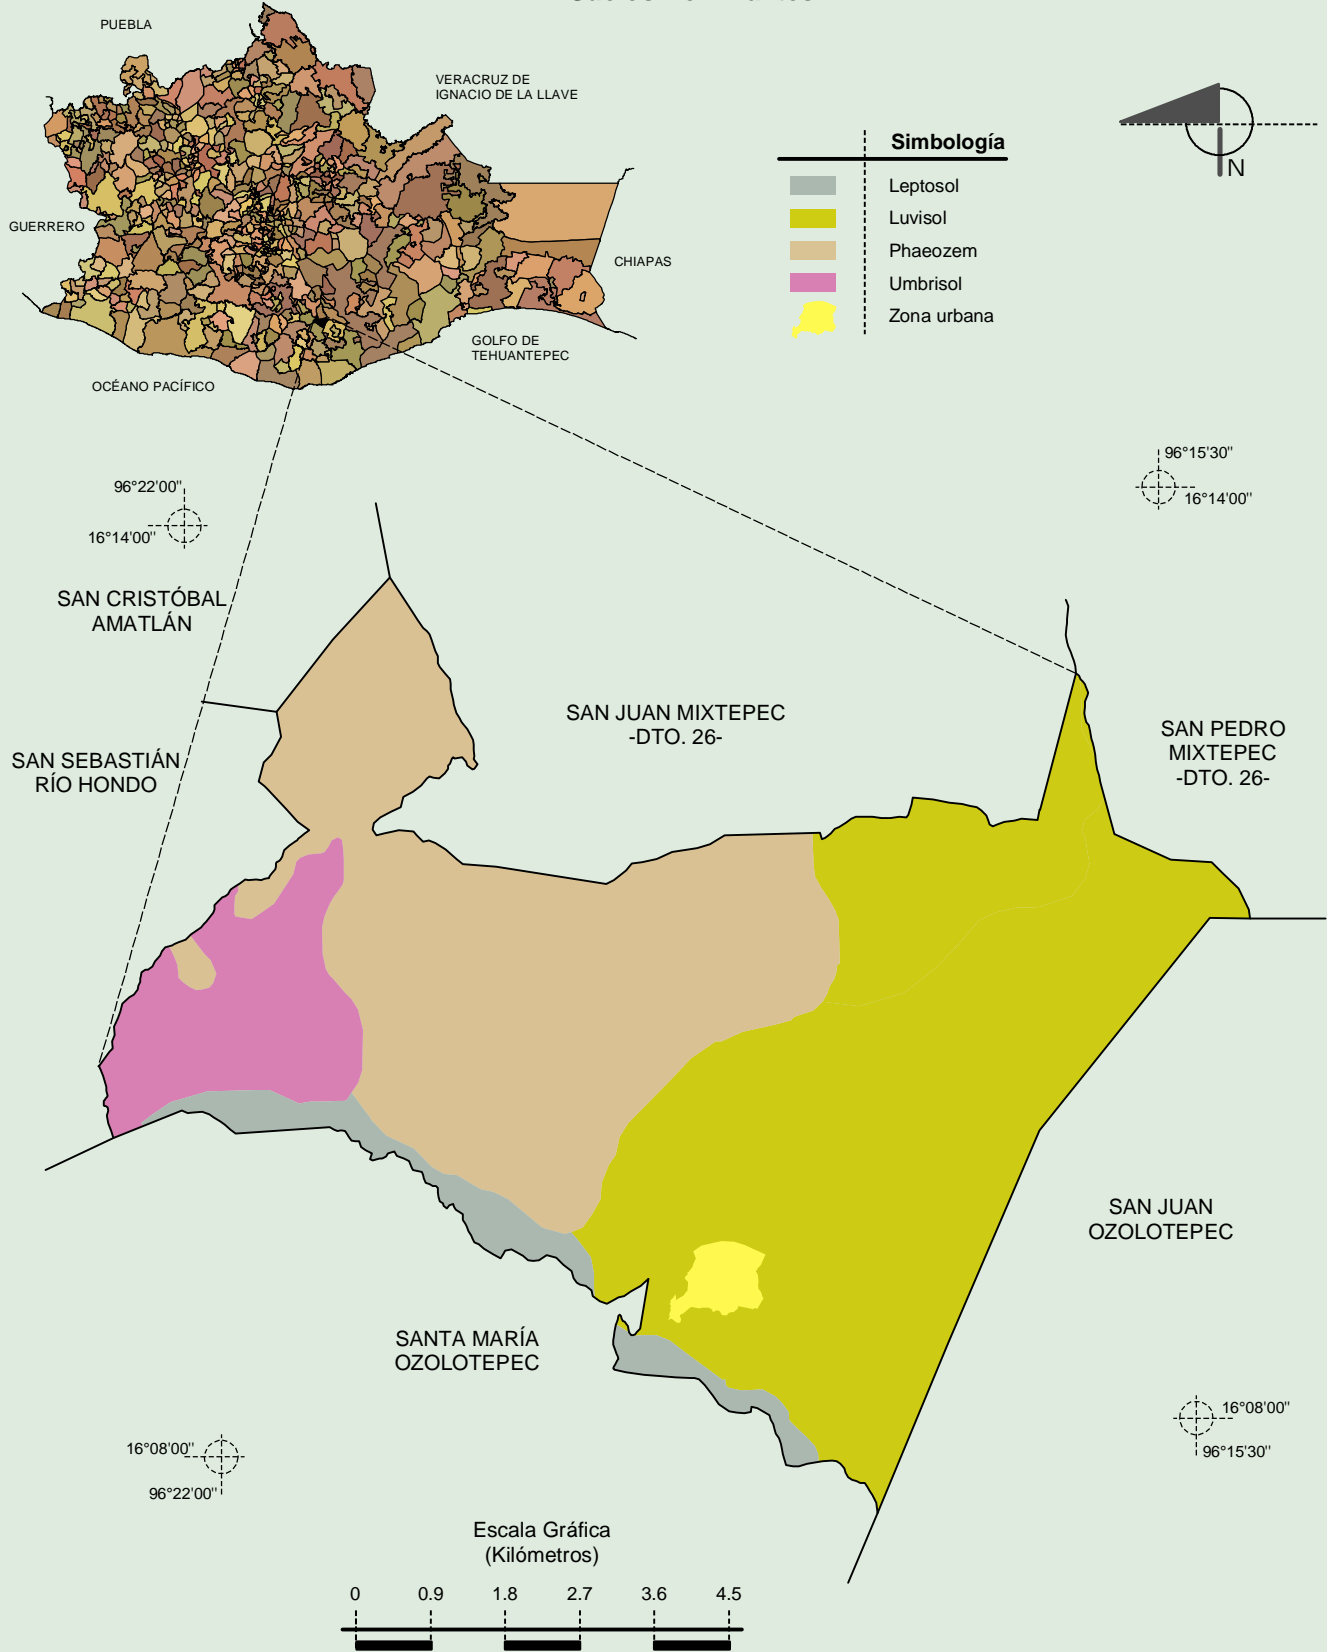 PUEBLA
VERACRUZ DE
IGNACIO DE LA LLAVE
GUERRERO
CHIAPAS
GOLFO DE
TEHUANTEPEC
OCÉANO PACÍFICO
N
Simbología
Leptosol
Luvisol
Phaeozem
Umbrisol
Zona urbana
96°22'00"
16°14'00"
96°15'30"
16°14'00"
SAN CRISTÓBAL
AMATLÁN
SAN SEBASTIÁN
RÍO HONDO
SAN JUAN MIXTEPEC
-DTO. 26-
SAN PEDRO
MIXTEPEC
-DTO. 26-
SAN JUAN
OZOLOTEPEC
SANTA MARÍA
OZOLOTEPEC
16°08'00"
96°22'00"
16°08'00"
96°15'30"
Escala Gráfica
(Kilómetros)
0 0.9 1.8 2.7 3.6 4.5